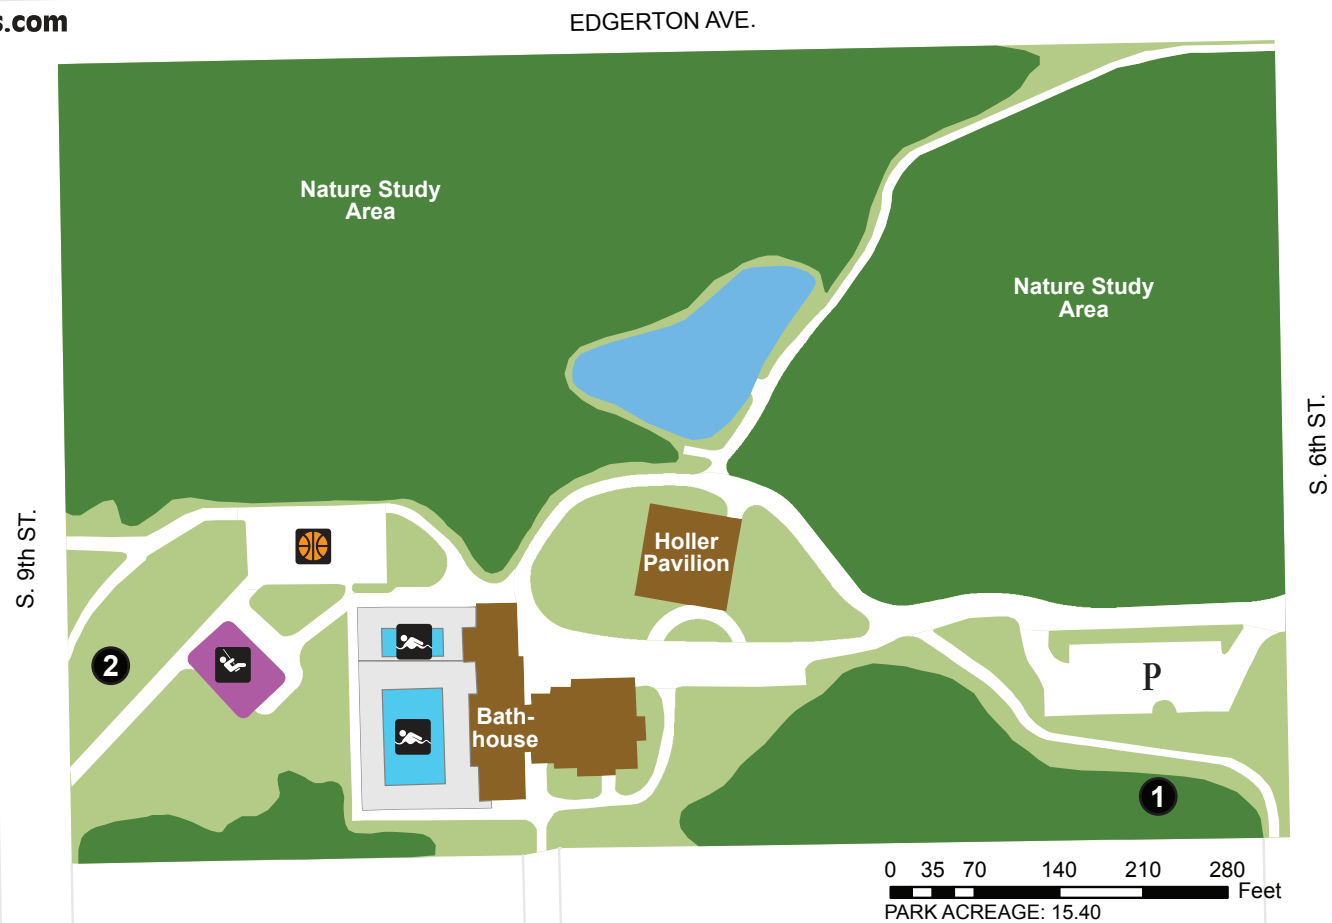 s.com
EDGERTON AVE.
Nature Study
Area
Nature Study
Area
S. 6th ST.
S. 9th ST.
Holler
Pavilion
2
P
Bath-
house
1
0 35 70 140 210 280
Feet
PARK ACREAGE: 15.40